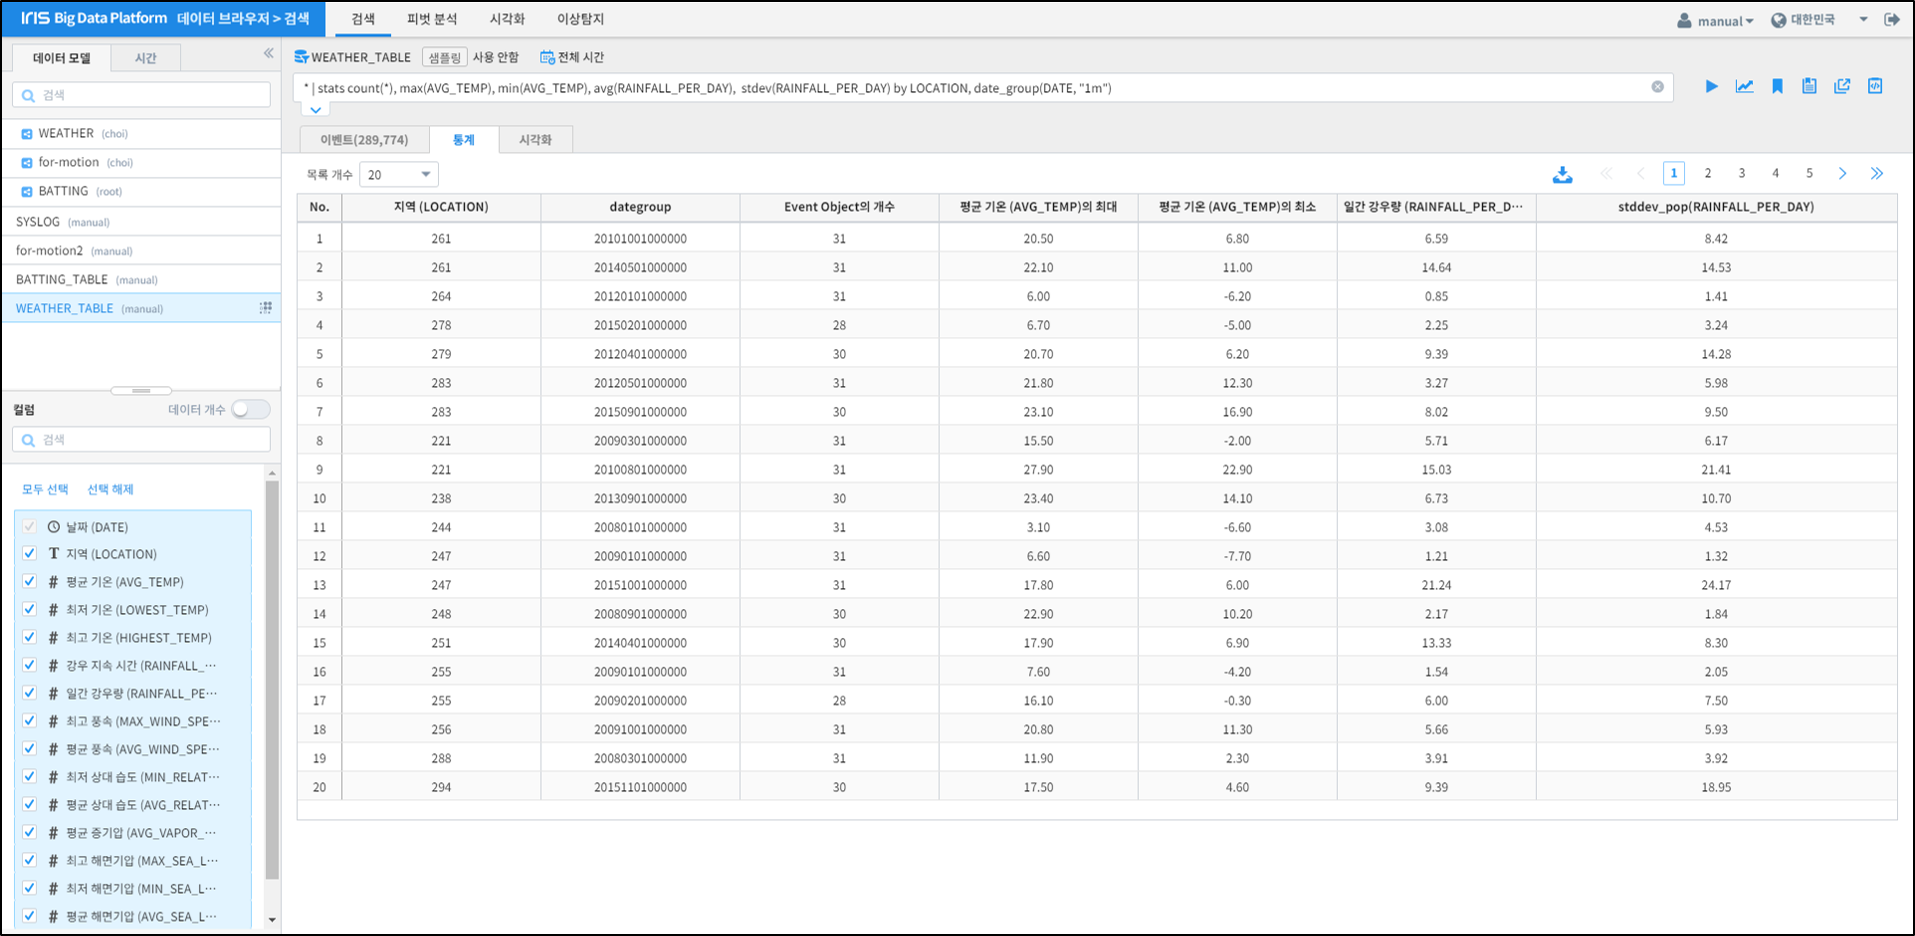 IRIS Big Data Platform 데이터 브라우저 > 검색
검색 피벗 분석 시각화 이상탐지
manual 대한민국
데이터 모델 시간
검색
WEATHER (choi)
for-motion (choi)
BATTING (root)
SYSLOG (manual)
for-motion2 (manual)
BATTING_TABLE (manual)
WEATHER_TABLE (manual)
컬럼 데이터 개수
검색
모두 선택 선택 해제
날짜 (DATE)
지역 (LOCATION)
평균 기온 (AVG_TEMP)
최저 기온 (LOWEST_TEMP)
최고 기온 (HIGHEST_TEMP)
강우 지속 시간 (RAINFALL_···
일간 강우량 (RAINFALL_PE···
최고 풍속 (MAX_WIND_SPE···
평균 풍속 (AVG_WIND_SPE···
최저 상대 습도 (MIN_RELAT···
평균 상대 습도 (AVG_RELAT···
평균 증기압 (AVG_VAPOR_···
최고 해면기압 (MAX_SEA_L···
최저 해면기압 (MIN_SEA_L···
평균 해면기압 (AVG_SEA_L···
WEATHER_TABLE 샘플링 사용 안함 전체 시간
* | stats count(*), max(AVG_TEMP), min(AVG_TEMP), avg(RAINFALL_PER_DAY), stdev(RAINFALL_PER_DAY) by LOCATION, date_group(DATE, "1m")
이벤트(289,774) 통계 시각화
목록 개수 20
1 2 3 4 5
No. 지역 (LOCATION) dategroup Event Object의 개수 평균 기온 (AVG_TEMP)의 최대 평균 기온 (AVG_TEMP)의 최소 일간 강우량 (RAINFALL_PER_D··· stddev_pop(RAINFALL_PER_DAY)
1 261 20101001000000 31 20.50 6.80 6.59 8.42
2 261 20140501000000 31 22.10 11.00 14.64 14.53
3 264 20120101000000 31 6.00 -6.20 0.85 1.41
4 278 20150201000000 28 6.70 -5.00 2.25 3.24
5 279 20120401000000 30 20.70 6.20 9.39 14.28
6 283 20120501000000 31 21.80 12.30 3.27 5.98
7 283 20150901000000 30 23.10 16.90 8.02 9.50
8 221 20090301000000 31 15.50 -2.00 5.71 6.17
9 221 20100801000000 31 27.90 22.90 15.03 21.41
10 238 20130901000000 30 23.40 14.10 6.73 10.70
11 244 20080101000000 31 3.10 -6.60 3.08 4.53
12 247 20090101000000 31 6.60 -7.70 1.21 1.32
13 247 20151001000000 31 17.80 6.00 21.24 24.17
14 248 20080901000000 30 22.90 10.20 2.17 1.84
15 251 20140401000000 30 17.90 6.90 13.33 8.30
16 255 20090101000000 31 7.60 -4.20 1.54 2.05
17 255 20090201000000 28 16.10 -0.30 6.00 7.50
18 256 20091001000000 31 20.80 11.30 5.66 5.93
19 288 20080301000000 31 11.90 2.30 3.91 3.92
20 294 20151101000000 30 17.50 4.60 9.39 18.95